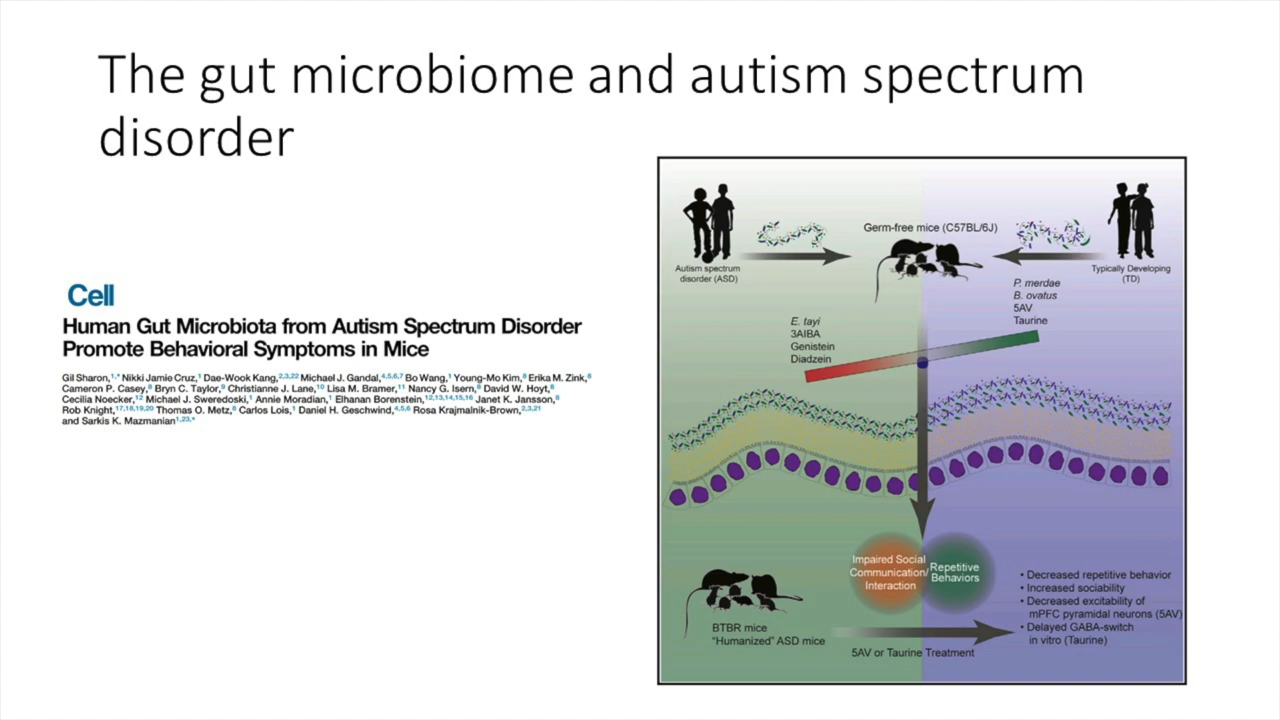 The gut microbiome and autism spectrum
disorder
Cell
Human Gut Microbiota from Autism Spectrum Disorder
Promote Behavioral Symptoms in Mice
Gil Sharon,1,* Nikki Jamie Cruz,1 Dae-Wook Kang,2,3,22 Michael J. Gandal,4,5,6,7 Bo Wang,1 Young-Mo Kim,8 Erika M. Zink,8
Cameron P. Casey,8 Bryn C. Taylor,9 Christianne J. Lane,10 Lisa M. Bramer,11 Nancy G. Isern,8 David W. Hoyt,8
Cecilia Noecker,12 Michael J. Sweredoski,1 Annie Moradian,1 Elhanan Borenstein,12,13,14,15,16 Janet K. Jansson,8
Rob Knight,17,18,19,20 Thomas O. Metz,8 Carlos Lois,1 Daniel H. Geschwind,4,5,6 Rosa Krajmalnik-Brown,2,3,21
and Sarkis K. Mazmanian1,23,*
Autism spectrum
disorder (ASD)
Germ-free mice (C57BL/6J)
Typically Developing
(TD)
P. merdae
B. ovatus
5AV
Taurine
E. tayi
3AIBA
Genistein
Diadzein
Impaired Social
Communication/
Interaction
Repetitive
Behaviors
BTBR mice
"Humanized" ASD mice
5AV or Taurine Treatment
• Decreased repetitive behavior
• Increased sociability
• Decreased excitability of
mPFC pyramidal neurons (5AV)
• Delayed GABA-switch
in vitro (Taurine)